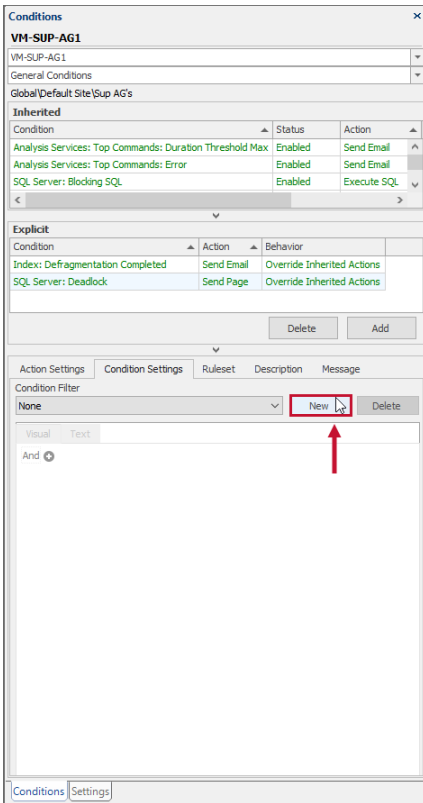 Conditions
VM-SUP-AG1
VM-SUP-AG1
General Conditions
Global\Default Site\Sup AG's
Inherited
Condition Status Action
Analysis Services: Top Commands: Duration Threshold Max Enabled Send Email
Analysis Services: Top Commands: Error Enabled Send Email
SQL Server: Blocking SQL Enabled Execute SQL
Explicit
Condition Action Behavior
Index: Defragmentation Completed Send Email Override Inherited Actions
SQL Server: Deadlock Send Page Override Inherited Actions
Delete Add
Action Settings Condition Settings Ruleset Description Message
Condition Filter
None New Delete
Visual Text
And
Conditions Settings